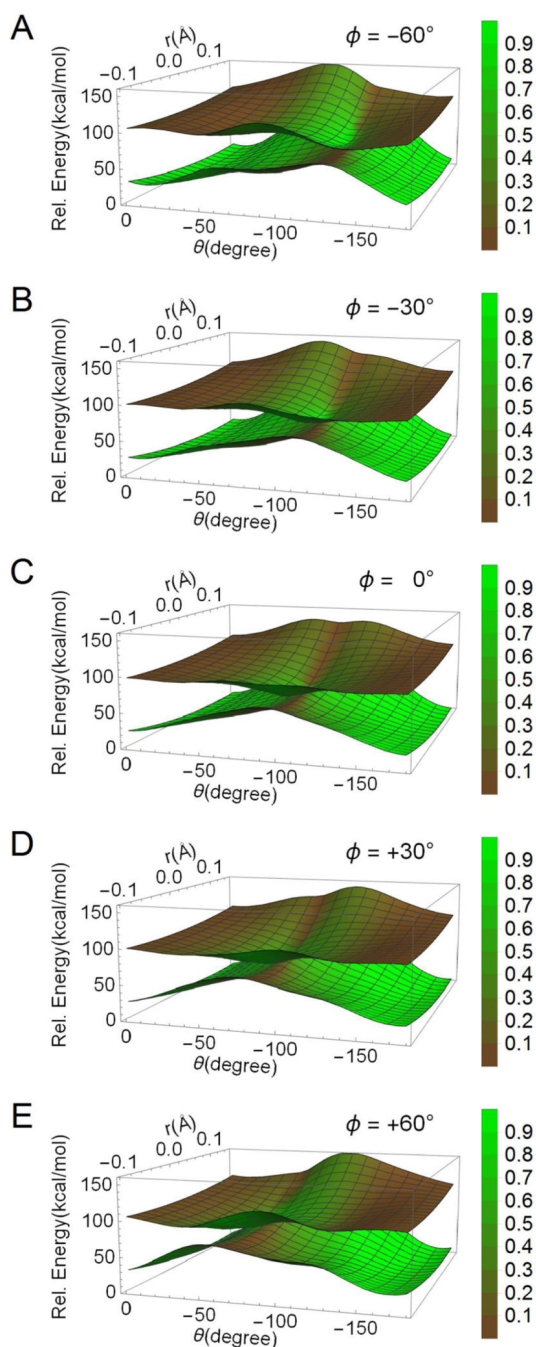 A
ϕ = −60°
r(Å)
−0.1 0.0 0.1
Rel. Energy(kcal/mol)
150
100
50
0
0 −50 −100 −150
θ(degree)
0.9
0.8
0.7
0.6
0.5
0.4
0.3
0.2
0.1
B
ϕ = −30°
r(Å)
−0.1 0.0 0.1
Rel. Energy(kcal/mol)
150
100
50
0
0 −50 −100 −150
θ(degree)
0.9
0.8
0.7
0.6
0.5
0.4
0.3
0.2
0.1
C
ϕ = 0°
r(Å)
−0.1 0.0 0.1
Rel. Energy(kcal/mol)
150
100
50
0
0 −50 −100 −150
θ(degree)
0.9
0.8
0.7
0.6
0.5
0.4
0.3
0.2
0.1
D
ϕ = +30°
r(Å)
−0.1 0.0 0.1
Rel. Energy(kcal/mol)
150
100
50
0
0 −50 −100 −150
θ(degree)
0.9
0.8
0.7
0.6
0.5
0.4
0.3
0.2
0.1
E
ϕ = +60°
r(Å)
−0.1 0.0 0.1
Rel. Energy(kcal/mol)
150
100
50
0
0 −50 −100 −150
θ(degree)
0.9
0.8
0.7
0.6
0.5
0.4
0.3
0.2
0.1